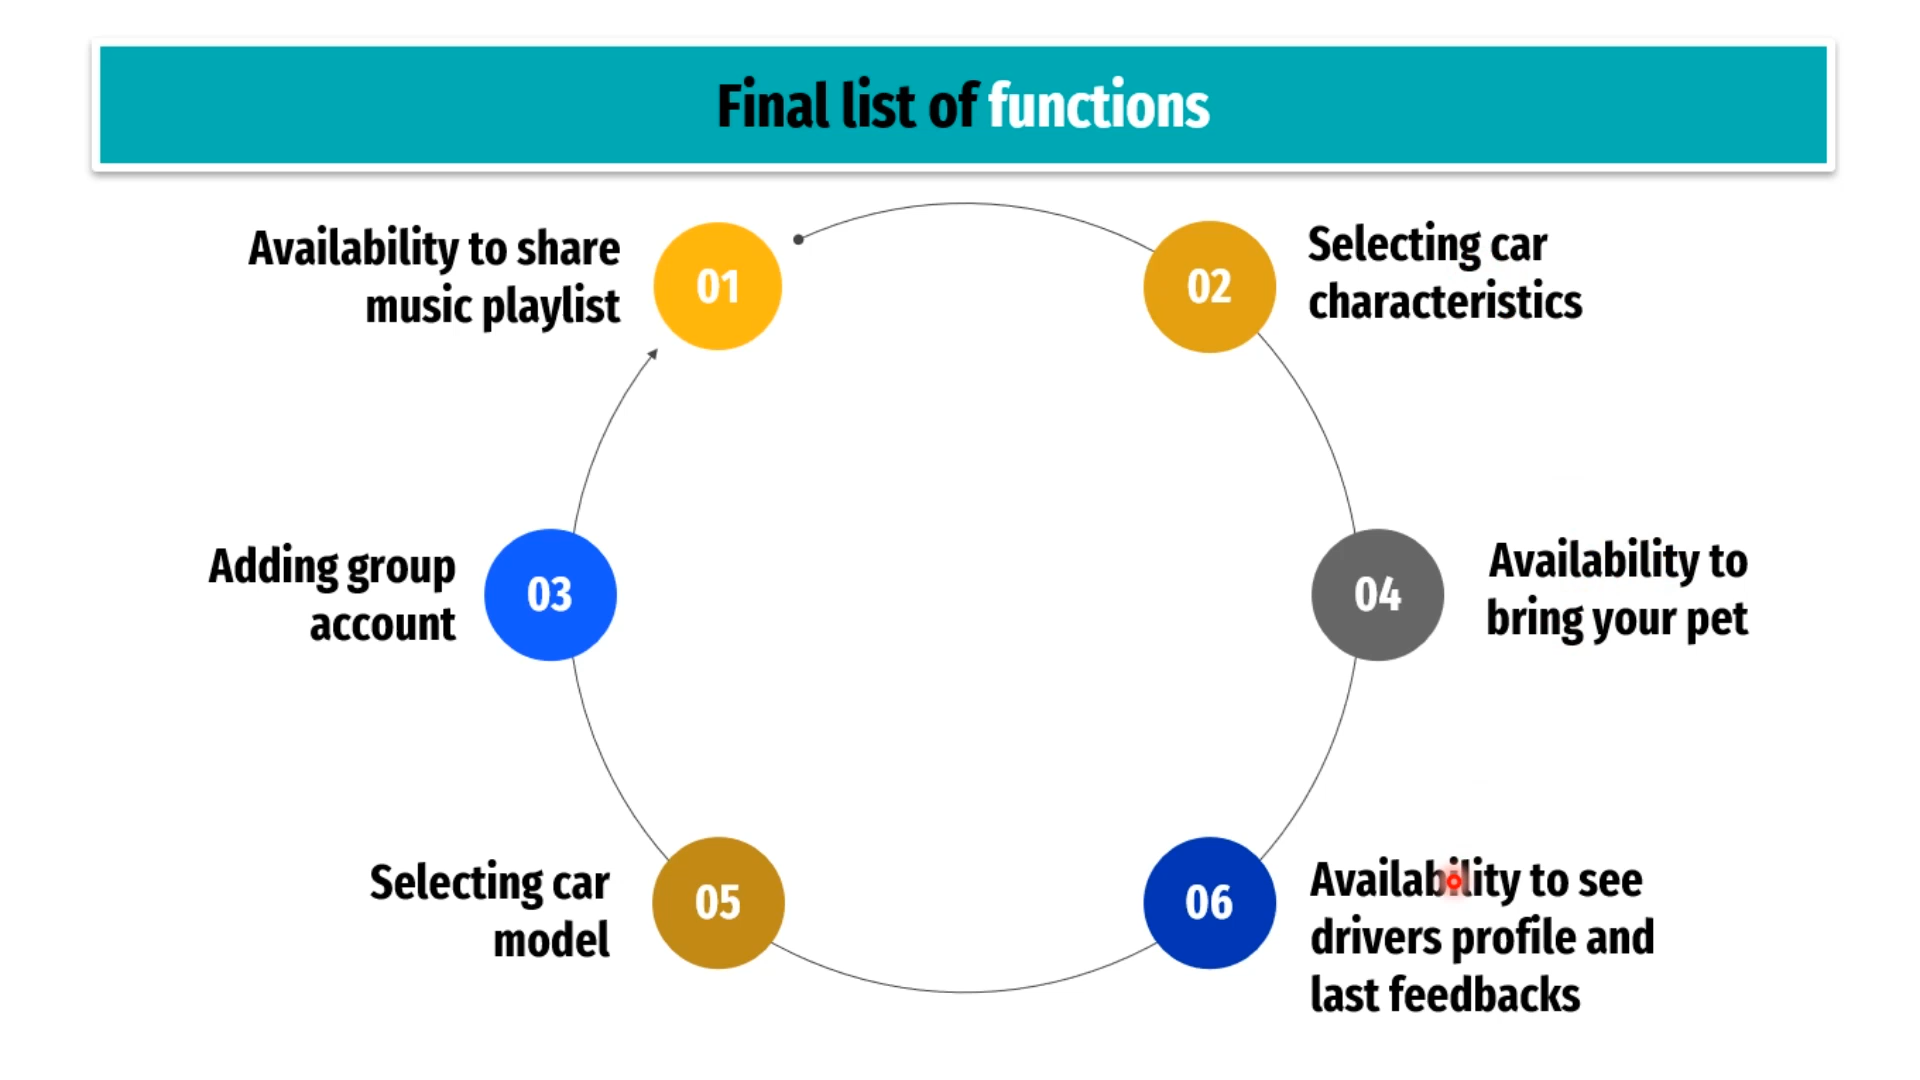 Final list of functions
01
Availability to share
music playlist
02
Selecting car
characteristics
03
Adding group
account
04
Availability to
bring your pet
05
Selecting car
model
06
Availability to see
drivers profile and
last feedbacks